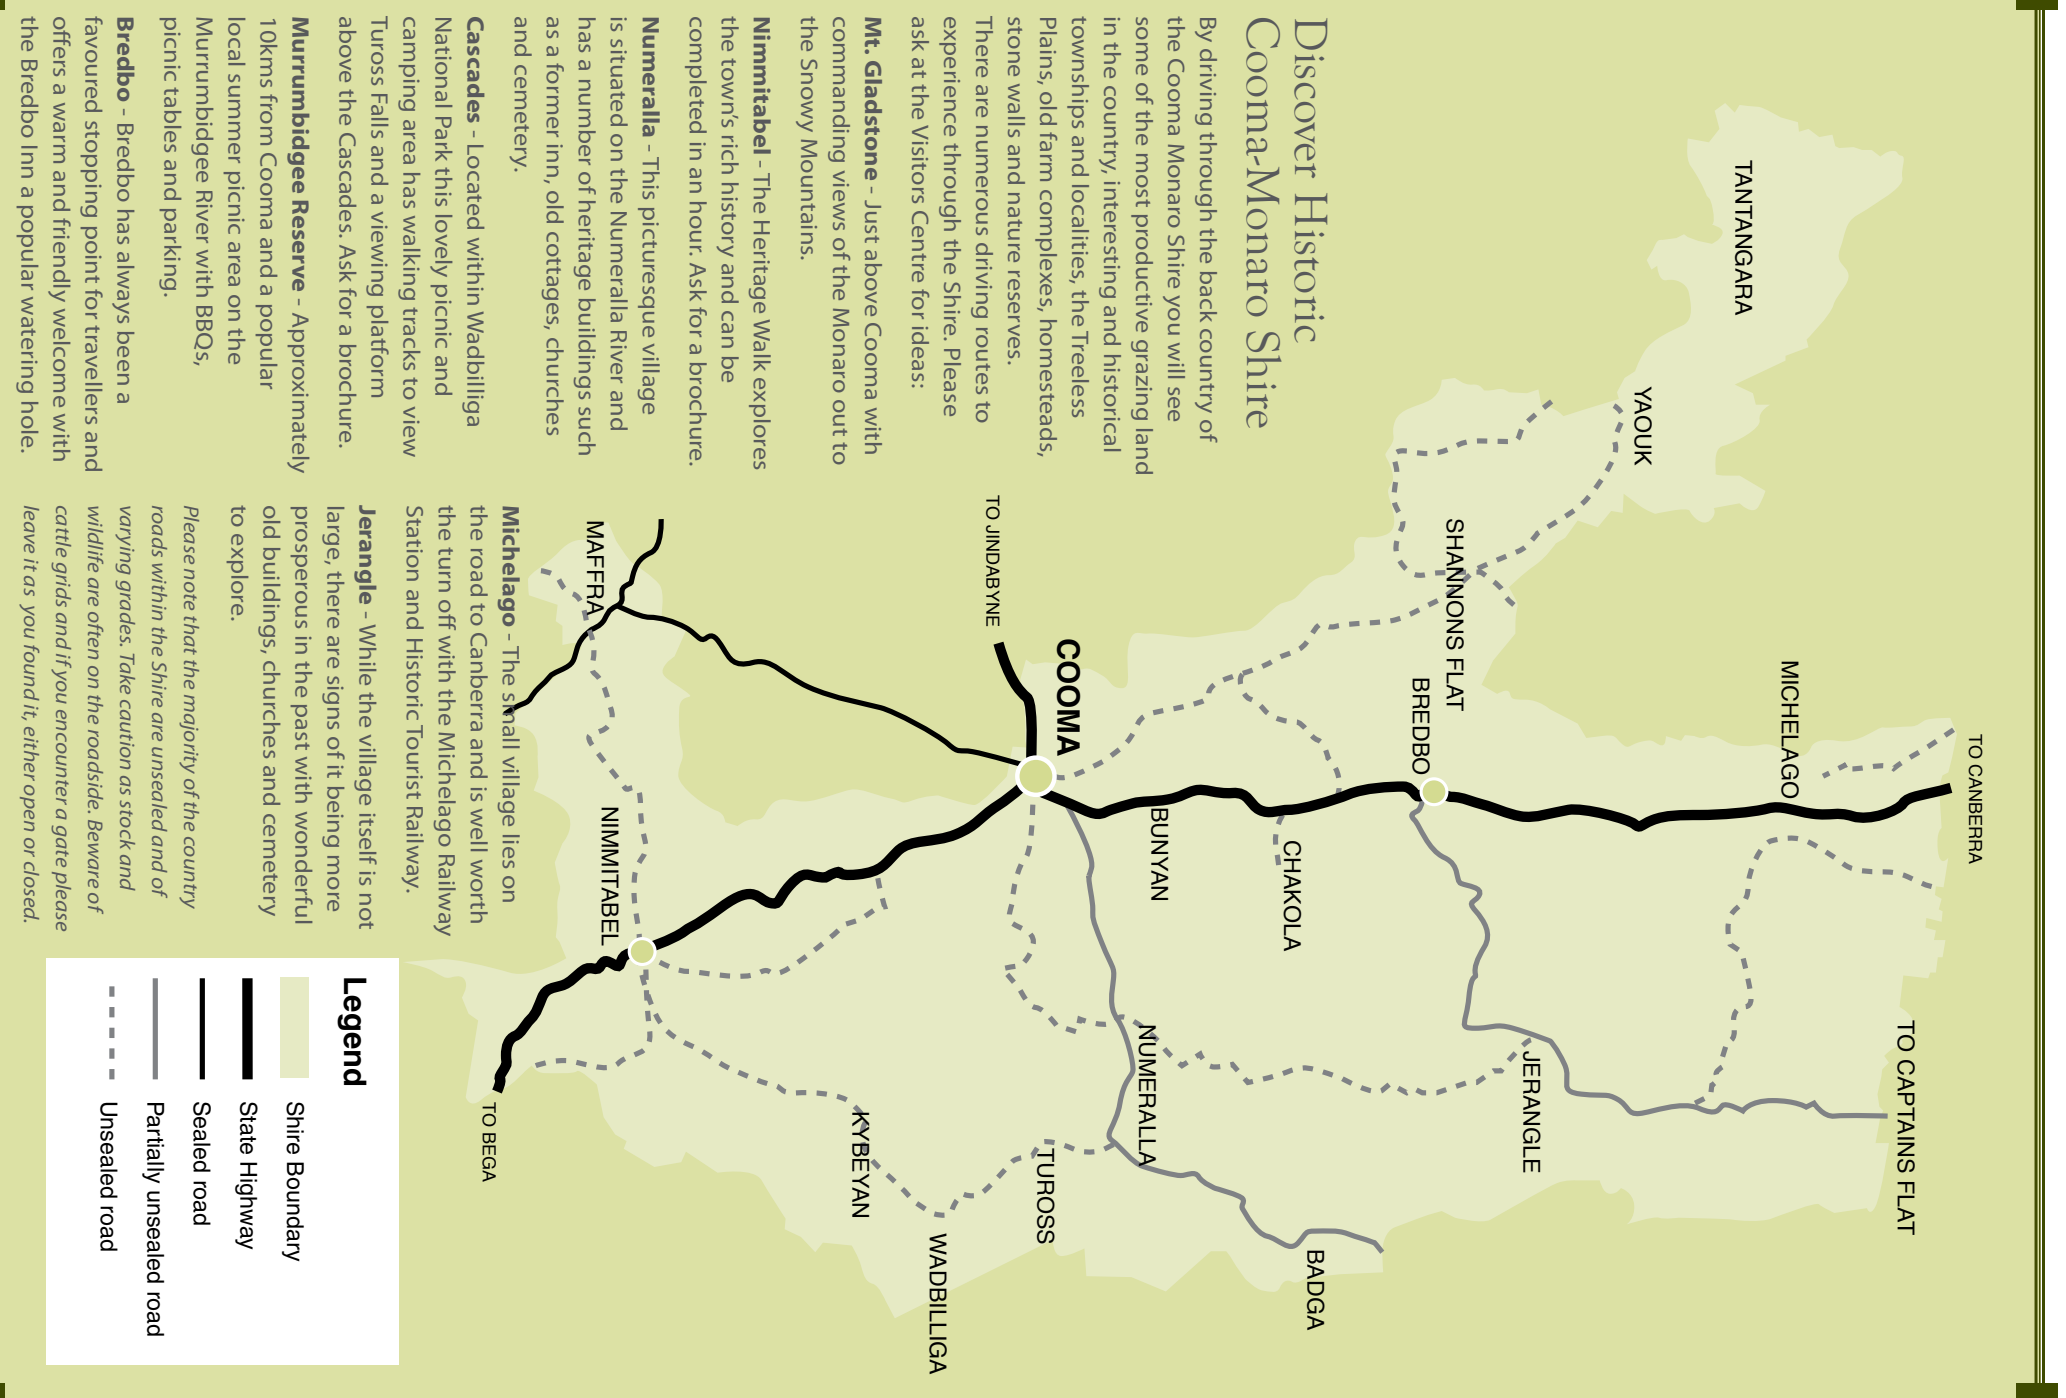 Discover Historic
Cooma-Monaro Shire
By driving through the back country of
the Cooma Monaro Shire you will see
some of the most productive grazing land
in the country, interesting and historical
townships and localities, the Treeless
Plains, old farm complexes, homesteads,
stone walls and nature reserves.
There are numerous driving routes to
experience through the Shire. Please
ask at the Visitors Centre for ideas:
Mt. Gladstone - Just above Cooma with
commanding views of the Monaro out to
the Snowy Mountains.
Nimmitabel - The Heritage Walk explores
the town's rich history and can be
completed in an hour. Ask for a brochure.
Numeralla - This picturesque village
is situated on the Numeralla River and
has a number of heritage buildings such
as a former inn, old cottages, churches
and cemetery.
Cascades - Located within Wadbilliga
National Park this lovely picnic and
camping area has walking tracks to view
Tuross Falls and a viewing platform
above the Cascades. Ask for a brochure.
Murrumbidgee Reserve - Approximately
10kms from Cooma and a popular
local summer picnic area on the
Murrumbidgee River with BBQs,
picnic tables and parking.
Bredbo - Bredbo has always been a
favoured stopping point for travellers and
offers a warm and friendly welcome with
the Bredbo Inn a popular watering hole.
Michelago - The small village lies on
the road to Canberra and is well worth
the turn off with the Michelago Railway
Station and Historic Tourist Railway.
Jerangle - While the village itself is not
large, there are signs of it being more
prosperous in the past with wonderful
old buildings, churches and cemetery
to explore.
Please note that the majority of the country
roads within the Shire are unsealed and of
varying grades. Take caution as stock and
wildlife are often on the roadside. Beware of
cattle grids and if you encounter a gate please
leave it as you found it, either open or closed.
TO CANBERRA
TO CAPTAINS FLAT
MICHELAGO
TANTANGARA
YAOUK
JERANGLE
SHANNONS FLAT
BREDBO
BADGA
CHAKOLA
BUNYAN
NUMERALLA
COOMA
TUROSS
TO JINDABYNE
WADBILLIGA
KYBEYAN
NIMMITABEL
MAFFRA
TO BEGA
Legend
Shire Boundary
State Highway
Sealed road
Partially unsealed road
Unsealed road